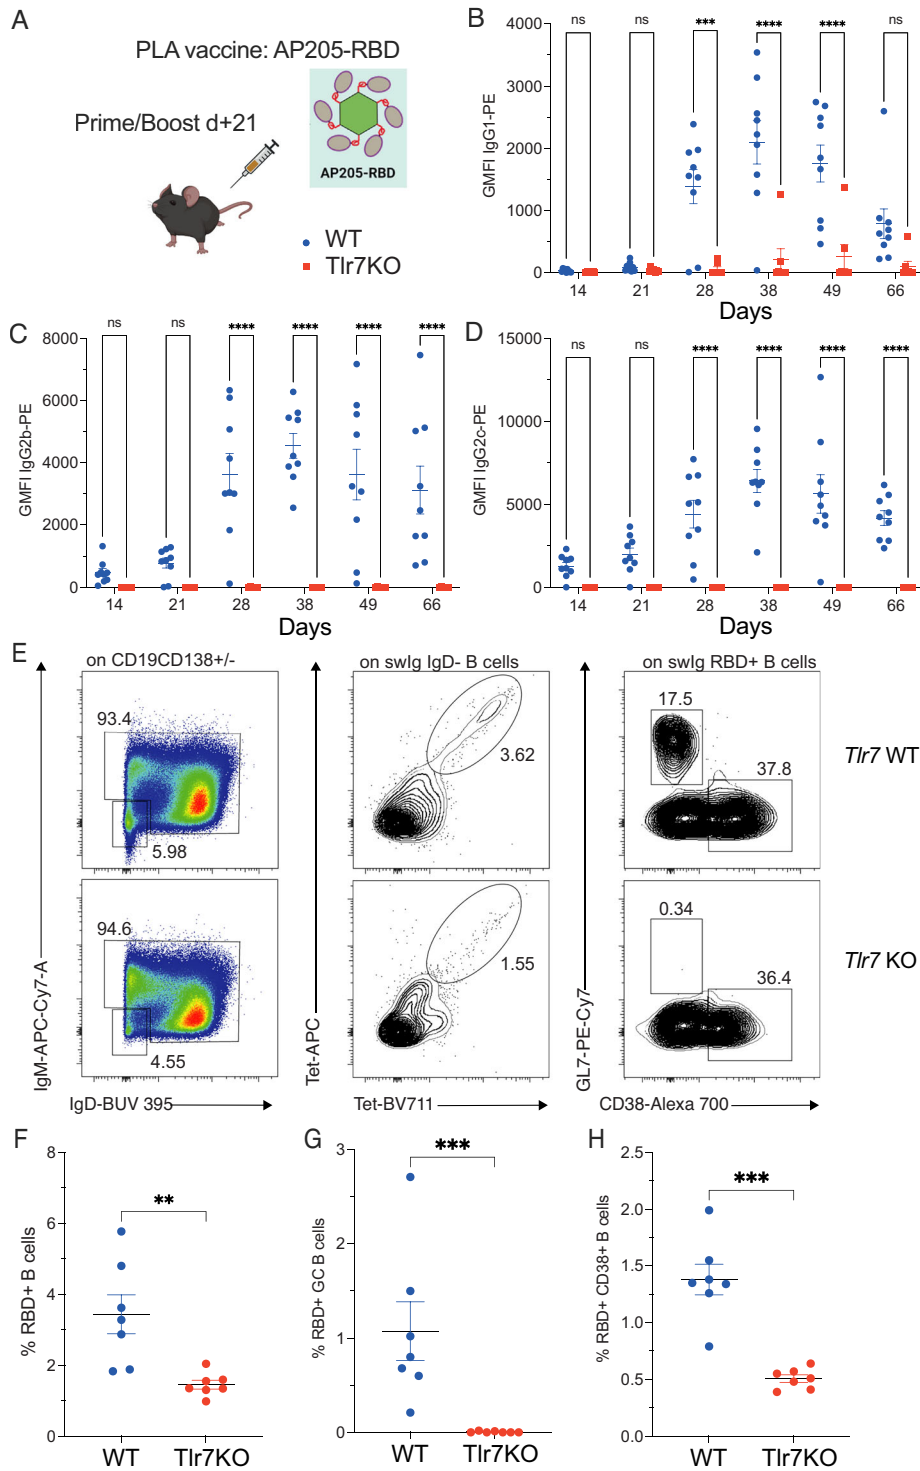 A
PLA vaccine: AP205-RBD
Prime/Boost d+21
AP205-RBD
WT
Tlr7KO
B
GMFI IgG1-PE
4000
3000
2000
1000
0
ns
ns
***
****
****
ns
14
21
28
38
49
66
Days
C
GMFI IgG2b-PE
8000
6000
4000
2000
0
ns
ns
****
****
****
****
14
21
28
38
49
66
Days
D
GMFI IgG2c-PE
15000
10000
5000
0
ns
ns
****
****
****
****
14
21
28
38
49
66
Days
E
on CD19CD138+/-
on swIg IgD- B cells
on swIg RBD+ B cells
93.4
5.98
3.62
17.5
37.8
Tlr7 WT
94.6
4.55
1.55
0.34
36.4
Tlr7 KO
IgM-APC-Cy7-A
Tet-APC
GL7-PE-Cy7
IgD-BUV 395
Tet-BV711
CD38-Alexa 700
F
% RBD+ B cells
8
6
4
2
0
**
WT
Tlr7KO
G
% RBD+ GC B cells
3
2
1
0
***
WT
Tlr7KO
H
% RBD+ CD38+ B cells
2.5
2.0
1.5
1.0
0.5
0.0
***
WT
Tlr7KO